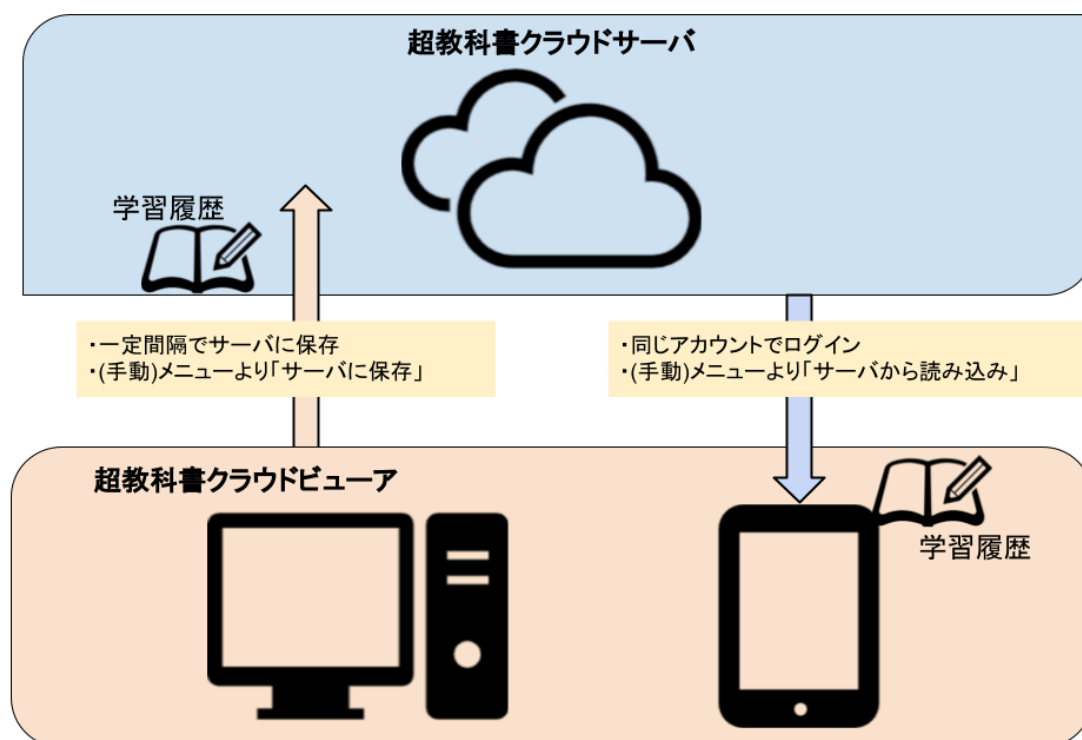 超教科書クラウドサーバ
学習履歴
・一定間隔でサーバに保存
・(手動)メニューより「サーバに保存」
・同じアカウントでログイン
・(手動)メニューより「サーバから読み込み」
超教科書クラウドビューア
学習履歴